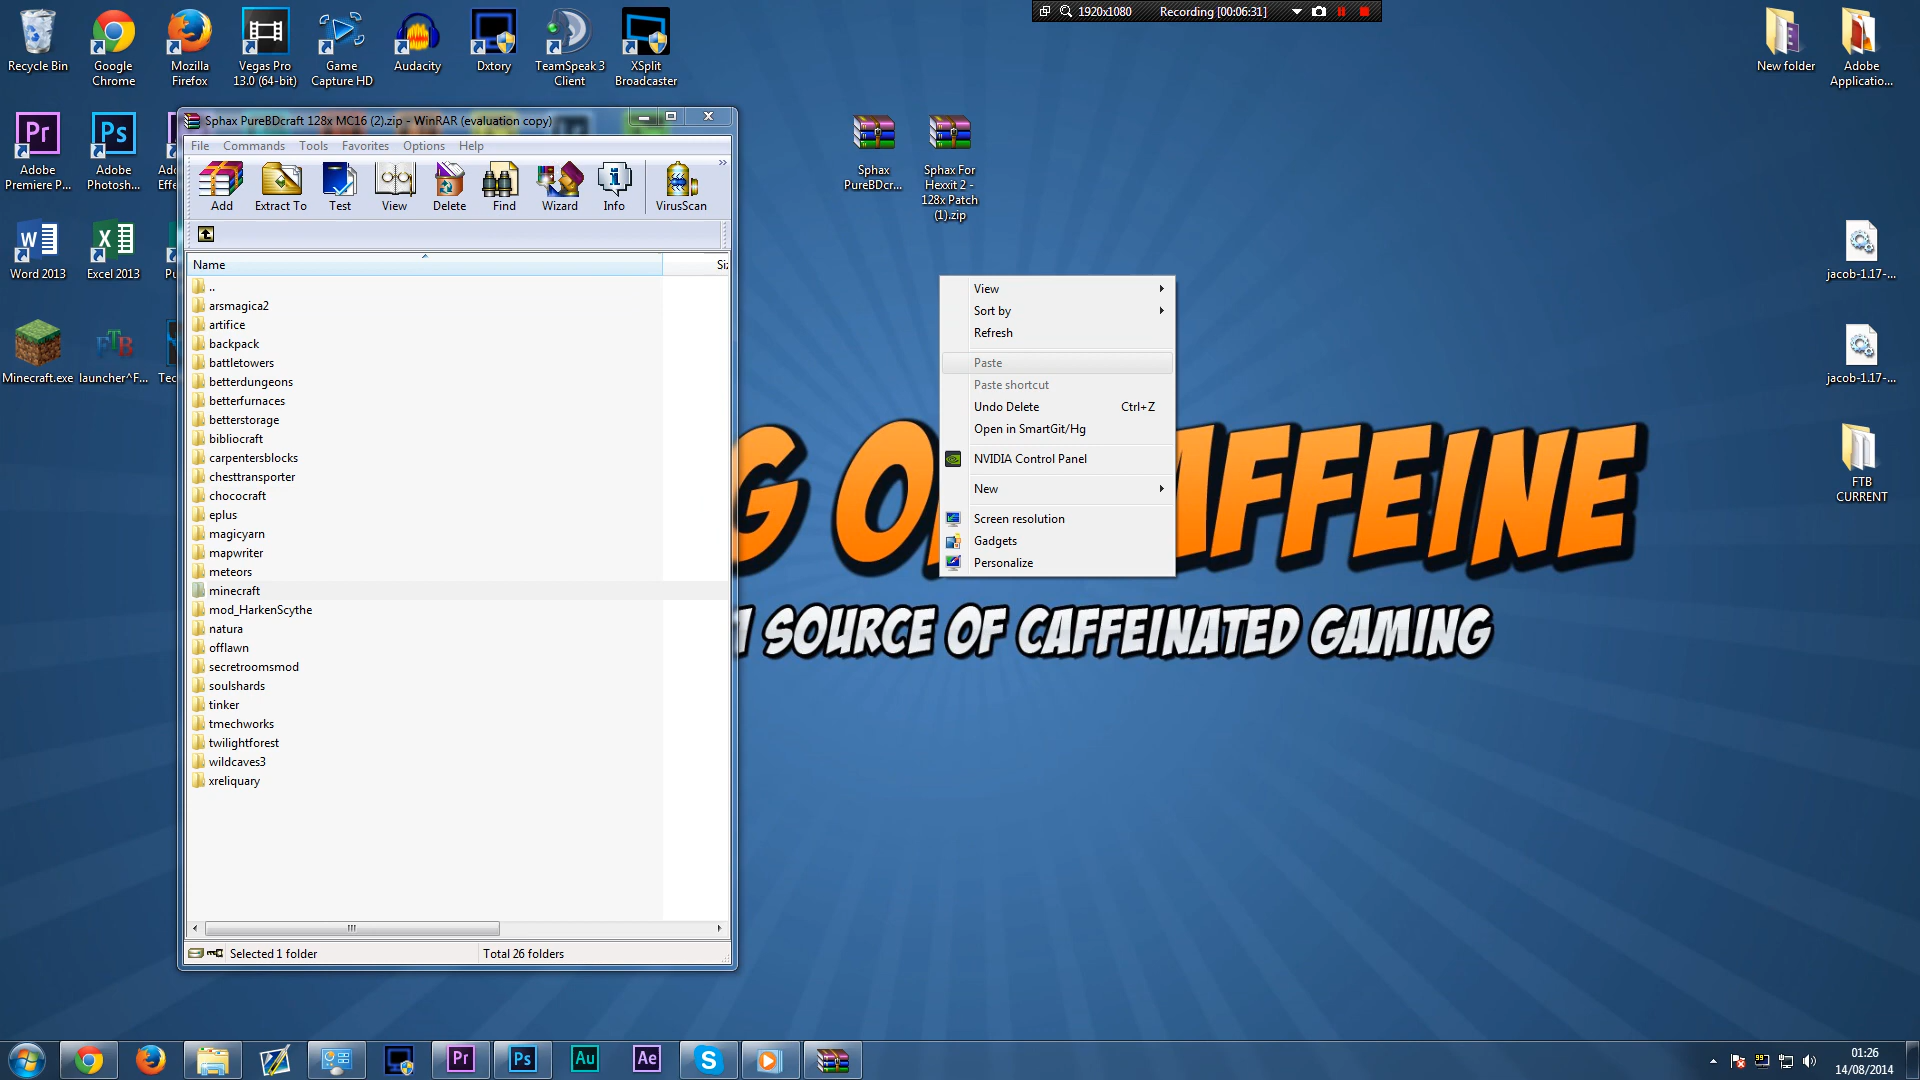 1920x1080 Recording [00:06:31]
Recycle Bin
Google Chrome
Mozilla Firefox
Vegas Pro 13.0 (64-bit)
Game Capture HD
Audacity
Dxtory
TeamSpeak 3 Client
XSplit Broadcaster
New folder
Adobe Applicatio...
Adobe Premiere P...
Adobe Photosh...
Word 2013
Excel 2013
Minecraft.exe
launcher^F...
Sphax PureBDcraft 128x MC16 (2).zip - WinRAR (evaluation copy)
File Commands Tools Favorites Options Help
Add Extract To Test View Delete Find Wizard Info VirusScan
Name
..
arsmagica2
artifice
backpack
battletowers
betterdungeons
betterfurnaces
betterstorage
bibliocraft
carpentersblocks
chesttransporter
chococraft
eplus
magicyarn
mapwriter
meteors
minecraft
mod_HarkenScythe
natura
offlawn
secretroomsmod
soulshards
tinker
tmechworks
twilightforest
wildcaves3
xreliquary
Selected 1 folder
Total 26 folders
Sphax
PureBDcr...
Sphax For
Hexxit 2 -
128x Patch
(1).zip
View
Sort by
Refresh
Paste
Paste shortcut
Undo Delete Ctrl+Z
Open in SmartGit/Hg
NVIDIA Control Panel
New
Screen resolution
Gadgets
Personalize
SOURCE OF CAFFEINATED GAMING
jacob-1.17-...
jacob-1.17-...
FTB
CURRENT
01:26
14/08/2014